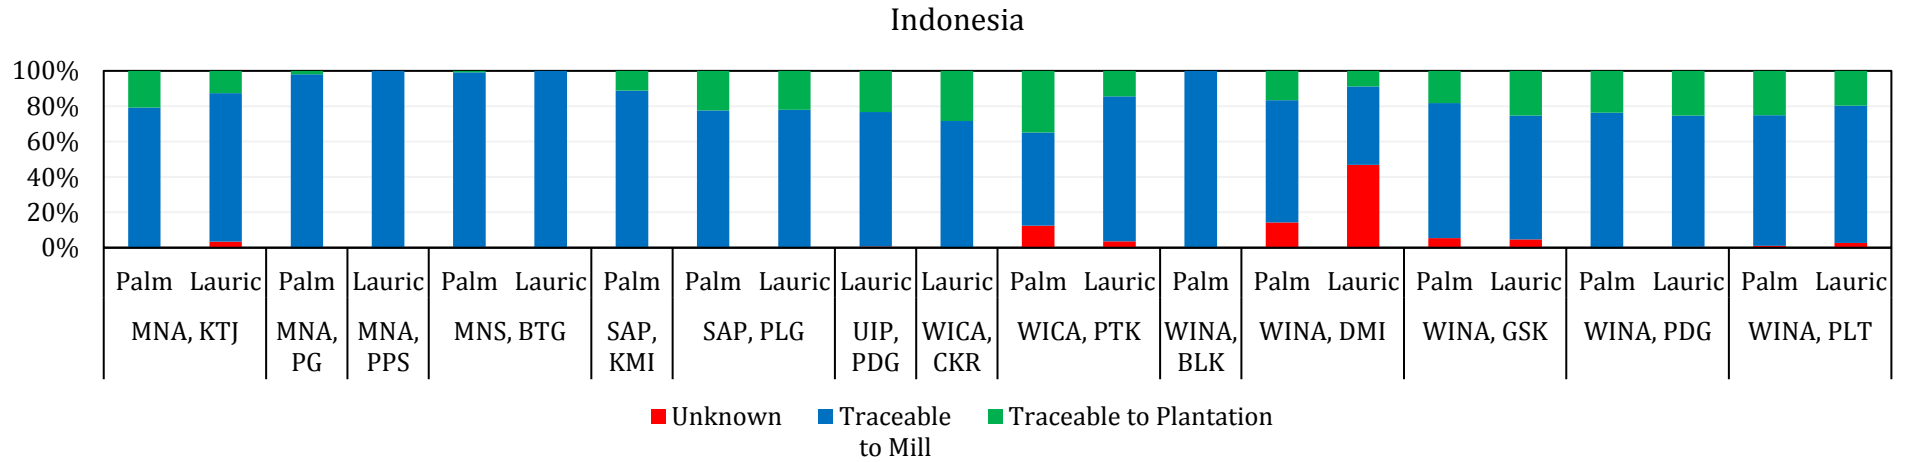 Indonesia
100%
80%
60%
40%
20%
0%
Palm Lauric Palm Lauric Palm Lauric Palm Palm Lauric Lauric Lauric Palm Lauric Palm Palm Lauric Palm Lauric Palm Lauric Palm Lauric
MNA, KTJ MNA, MNA, MNS, BTG SAP, SAP, PLG UIP, WICA, WICA, PTK WINA, WINA, DMI WINA, GSK WINA, PDG WINA, PLT
PG PPS KMI PDG CKR BLK
Unknown Traceable Traceable to Plantation
to Mill